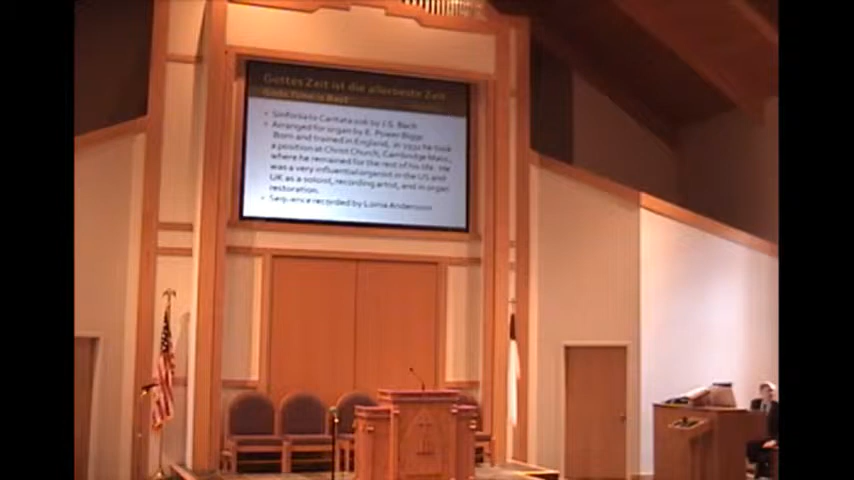 Gottes Zeit ist die allerbeste Zeit
Gods Time is Best
• Sinfonia to Cantata 106 by J.S. Bach
• Arranged for organ by E. Power Biggs.
Born and trained in England, in 1932 he took
a position at Christ Church, Cambridge Mass.,
where he remained for the rest of his life. He
was a very influential organist in the US and
UK as a soloist, recording artist, and in organ
restoration.
• Sequence recorded by Lorna Anderson